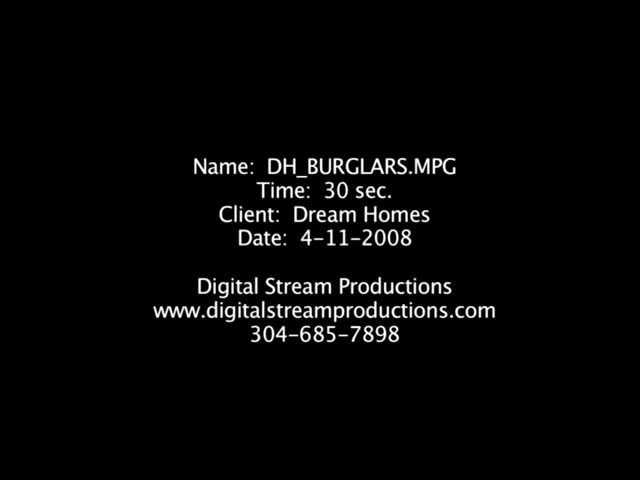 Name:  DH_BURGLARS.MPG
Time:  30 sec.
Client:  Dream Homes
Date:  4-11-2008
Digital Stream Productions
www.digitalstreamproductions.com
304-685-7898